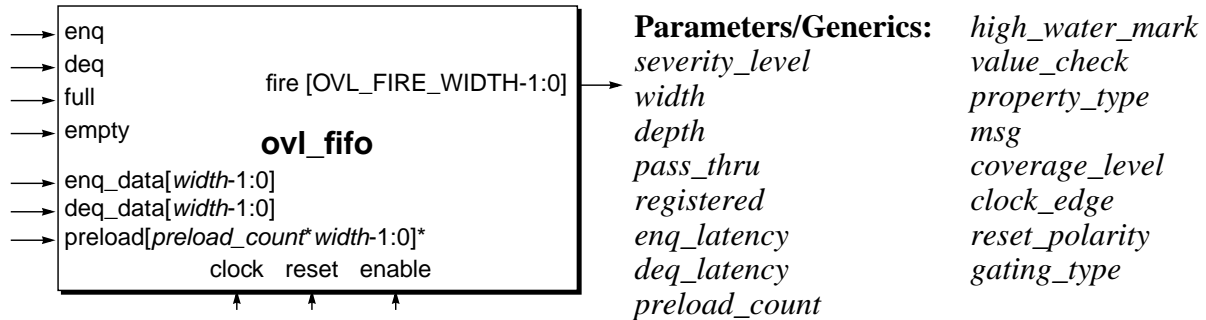 enq
deq
full
fire [OVL_FIRE_WIDTH-1:0]
empty
ovl_fifo
enq_data[width-1:0]
deq_data[width-1:0]
preload[preload_count*width-1:0]*
clock reset enable
Parameters/Generics:
severity_level
width
depth
pass_thru
registered
enq_latency
deq_latency
preload_count
high_water_mark
value_check
property_type
msg
coverage_level
clock_edge
reset_polarity
gating_type